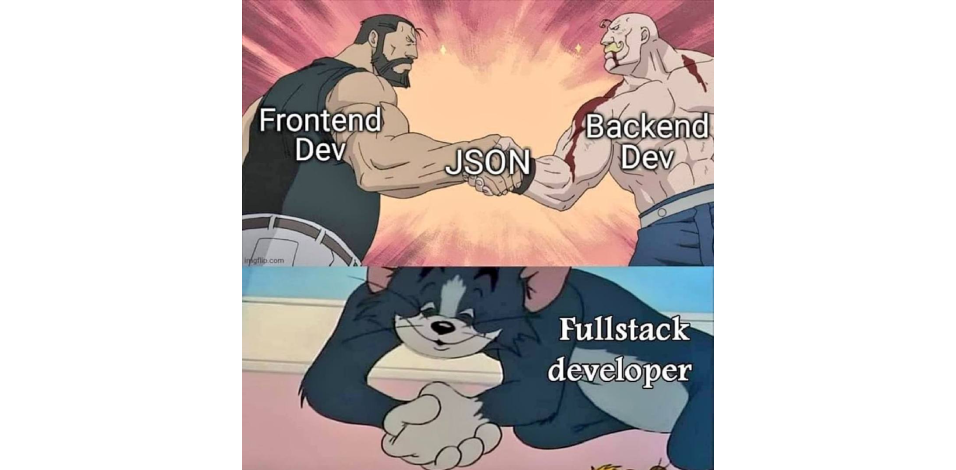 Frontend
Dev
JSON
Backend
Dev
imgflip.com
Fullstack
developer